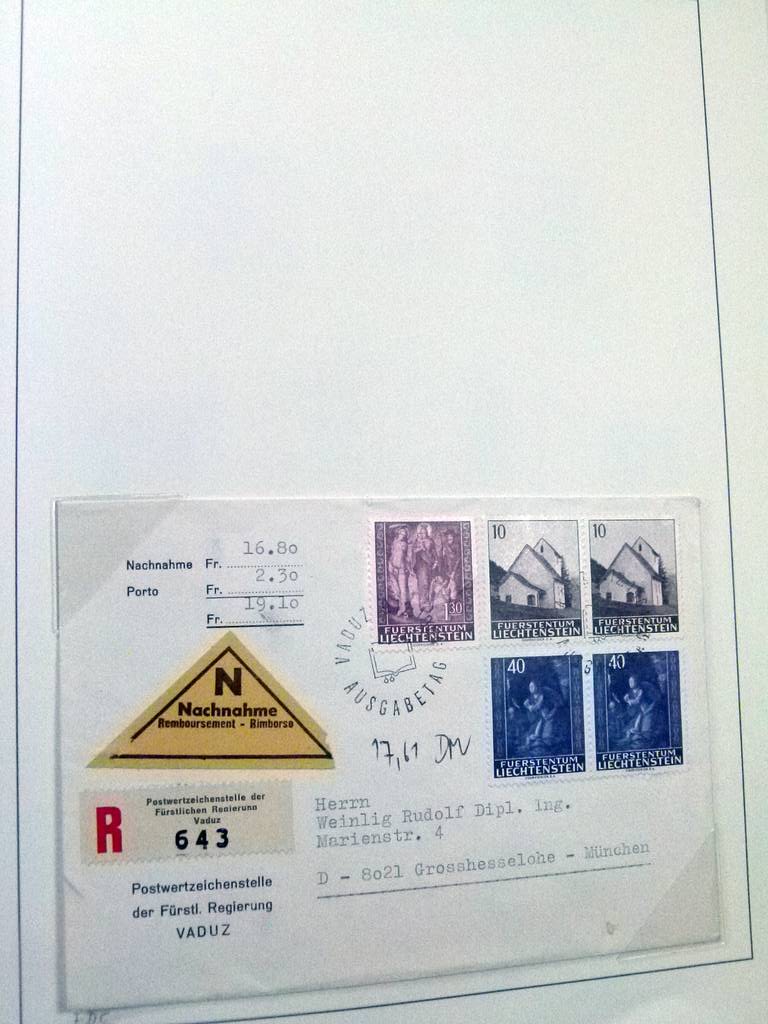 Nachnahme Fr. 16.80
Porto Fr. 2.30
Fr. 19.10
N
Nachnahme
Remboursement - Rimborso
R
Postwertzeichenstelle der
Fürstlichen Regierung
Vaduz
643
Postwertzeichenstelle
der Fürstl. Regierung
VADUZ
130
FUERSTENTUM
LIECHTENSTEIN
10
FUERSTENTUM
LIECHTENSTEIN
10
FUERSTENTUM
LIECHTENSTEIN
40
FUERSTENTUM
LIECHTENSTEIN
40
FUERSTENTUM
LIECHTENSTEIN
VADUZ
AUSGABETAG
17,61 DM
Herrn
Weinlig Rudolf Dipl. Ing.
Marienstr. 4
D - 8021 Grosshesselohe - München